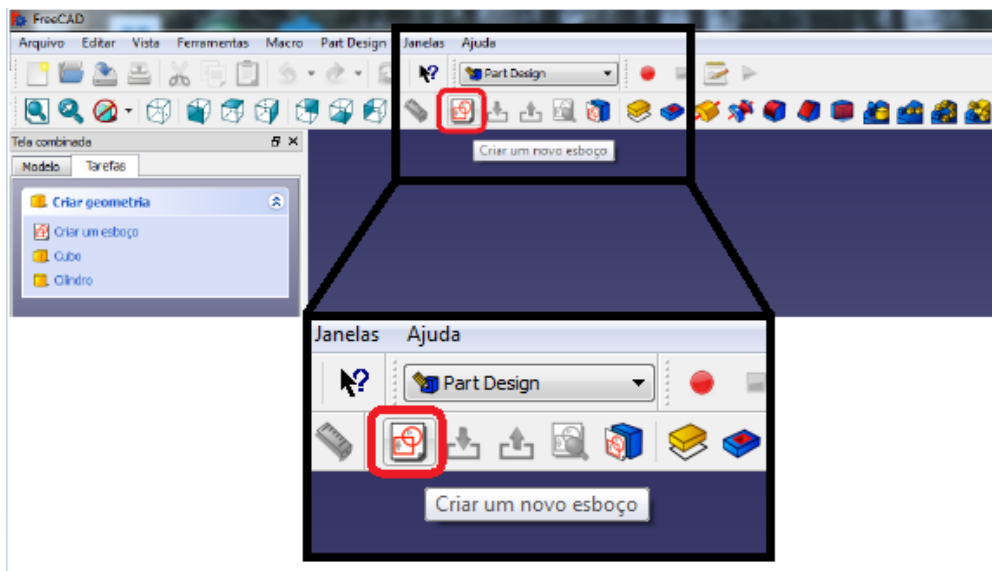 FreeCAD
Arquivo Editar Vista Ferramentas Macro Part Design Janelas Ajuda
Part Design
Criar um novo esboço
Tela combinada
Modelo Tarefas
Criar geometria
Criar um esboço
Cubo
Cilindro
Janelas Ajuda
Part Design
Criar um novo esboço